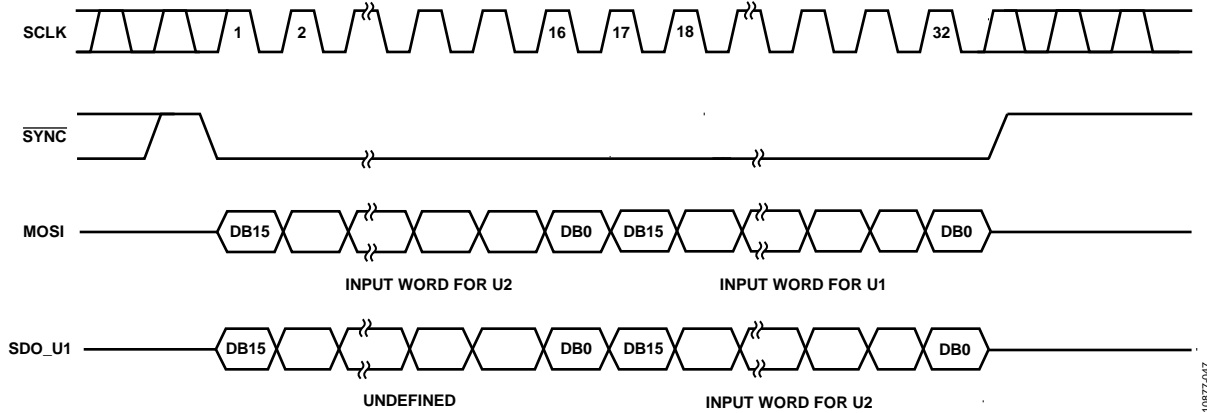 SCLK
1 2 16 17 18 32
SYNC
MOSI
DB15 DB0 DB15 DB0
INPUT WORD FOR U2 INPUT WORD FOR U1
SDO_U1
DB15 DB0 DB15 DB0
UNDEFINED INPUT WORD FOR U2
10877-047